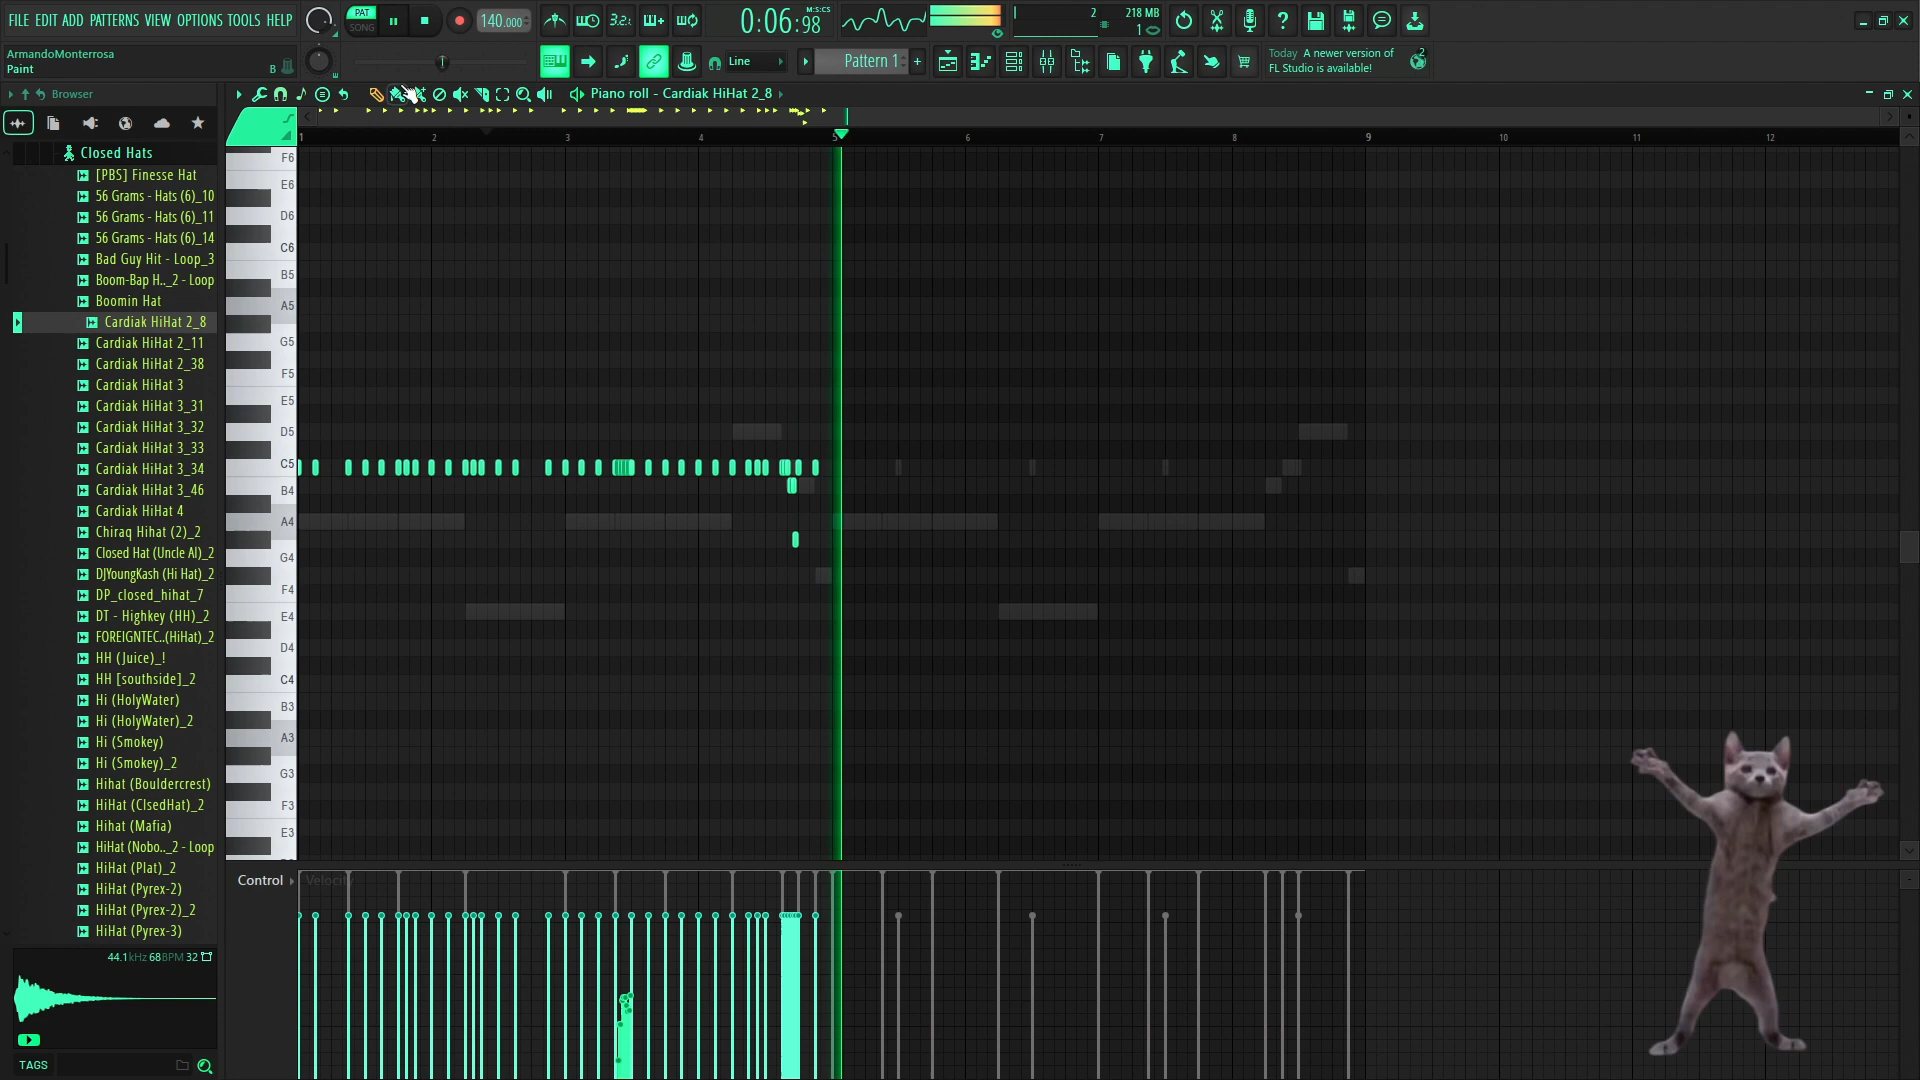 FILE EDIT ADD PATTERNS VIEW OPTIONS TOOLS HELP
PAT
SONG
140.000
3.2.
0:06:98
M:S:CS
2
218 MB
1
ArmandoMonterrosa
Paint
B
Line
Pattern 1
Today A newer version of
FL Studio is available!
2
Browser
Piano roll - Cardiak HiHat 2_8
1 2 3 4 5 6 7 8 9 10 11 12
Closed Hats
[PBS] Finesse Hat
56 Grams - Hats (6)_10
56 Grams - Hats (6)_11
56 Grams - Hats (6)_14
Bad Guy Hit - Loop_3
Boom-Bap H.._2 - Loop
Boomin Hat
Cardiak HiHat 2_8
Cardiak HiHat 2_11
Cardiak HiHat 2_38
Cardiak HiHat 3
Cardiak HiHat 3_31
Cardiak HiHat 3_32
Cardiak HiHat 3_33
Cardiak HiHat 3_34
Cardiak HiHat 3_46
Cardiak HiHat 4
Chiraq Hihat (2)_2
Closed Hat (Uncle Al)_2
DJYoungKash (Hi Hat)_2
DP_closed_hihat_7
DT - Highkey (HH)_2
FOREIGNTEC..(HiHat)_2
HH (Juice)_!
HH [southside]_2
Hi (HolyWater)
Hi (HolyWater)_2
Hi (Smokey)
Hi (Smokey)_2
Hihat (Bouldercrest)
HiHat (ClsedHat)_2
Hihat (Mafia)
HiHat (Nobo.._2 - Loop
HiHat (Plat)_2
HiHat (Pyrex-2)
HiHat (Pyrex-2)_2
HiHat (Pyrex-3)
F6
E6
D6
C6
B5
A5
G5
F5
E5
D5
C5
B4
A4
G4
F4
E4
D4
C4
B3
A3
G3
F3
E3
Control
Velocity
44.1kHz 68BPM 32
TAGS